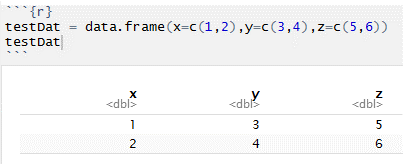 ```{r}
testDat = data.frame(x=c(1,2),y=c(3,4),z=c(5,6))
testDat
```
x y z
<dbl> <dbl> <dbl>
1 3 5
2 4 6